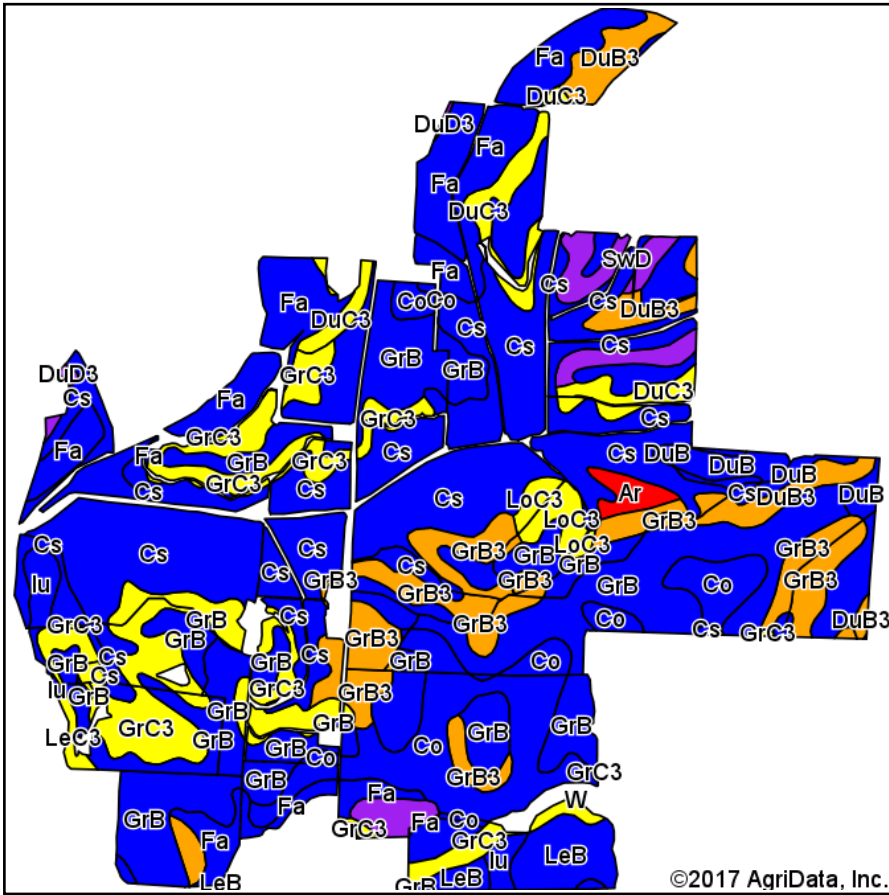 Fa
DuB3
DuC3
DuD3
Fa
Fa
DuC3
SwD
Fa
Cs
CoCo
Cs
DuB3
Fa
DuC3
Cs
Cs
Cs
GrB
GrB
DuD3
GrC3
DuC3
Cs
Fa
GrC3
Cs
Fa
GrC3
Cs
Cs
DuB
Fa
GrB
GrC3
DuB
DuB
GrC3
Cs
Cs
Cs
LoC3
Ar
Cs
DuB3
DuB
LoC3
GrB3
Cs
Cs
Cs
LoC3
GrB3
GrB
GrB
GrB3
Iu
Cs
GrB3
Cs
GrB3
GrB
Co
GrB3
GrB3
GrC3
GrB
Cs
GrB3
Co
DuB3
GrB
Cs
GrB3
Cs
GrC3
GrB
Cs
GrB
GrB
Co
Cs
Iu
GrB
GrC3
GrB3
GrB
GrC3
GrB
GrB
GrB
LeC3
GrB
GrB
Co
Co
GrB
GrB3
GrC3
Fa
Fa
W
GrB
Fa
GrC3
Fa
Co
GrC3
Iu
LeB
LeB
LeB
GrB
©2017 AgriData, Inc.